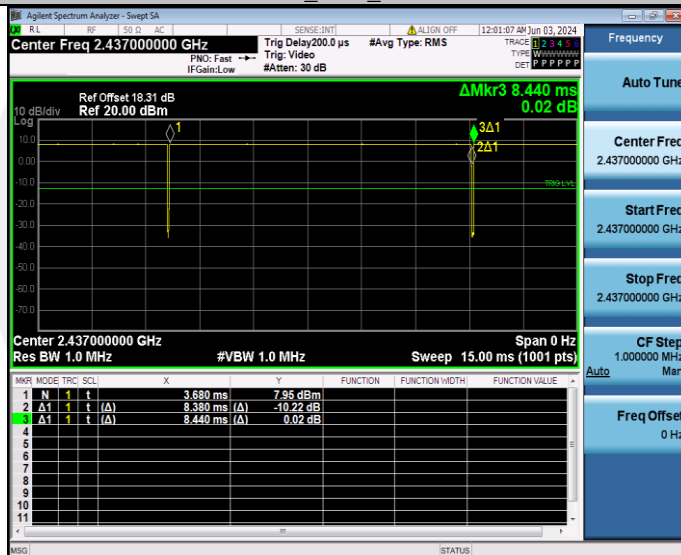 Agilent Spectrum Analyzer - Swept SA
RL RF 50 Ω AC SENSE:INT ALIGN OFF 12:01:07 AM Jun 03, 2024
Center Freq 2.437000000 GHz
Trig Delay200.0 μs #Avg Type: RMS
PNO: Fast Trig: Video
IFGain:Low #Atten: 30 dB
TRACE 1 2 3 4 5 6
TYPE WWWWWW
DET P P P P P P
ΔMkr3 8.440 ms
0.02 dB
Ref Offset 18.31 dB
10 dB/div Ref 20.00 dBm
Log
10.0
0.00
-10.0
-20.0
-30.0
-40.0
-50.0
-60.0
-70.0
1
3Δ1
2Δ1
TRIG LVL
Center 2.437000000 GHz Span 0 Hz
Res BW 1.0 MHz #VBW 1.0 MHz Sweep 15.00 ms (1001 pts)
MKR MODE TRC SCL X Y FUNCTION FUNCTION WIDTH FUNCTION VALUE
1 N 1 t 3.680 ms 7.95 dBm
2 Δ1 1 t (Δ) 8.380 ms (Δ) -10.22 dB
3 Δ1 1 t (Δ) 8.440 ms (Δ) 0.02 dB
4
5
6
7
8
9
10
11
MSG STATUS
Frequency
Auto Tune
Center Freq
2.437000000 GHz
Start Freq
2.437000000 GHz
Stop Freq
2.437000000 GHz
CF Step
1.000000 MHz
Auto Man
Freq Offset
0 Hz